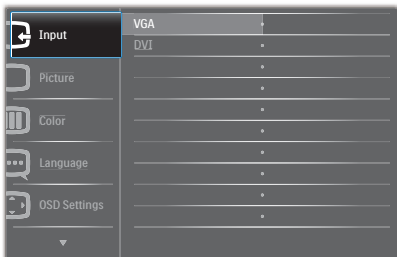 Input
VGA
DVI
Picture
Color
Language
OSD Settings